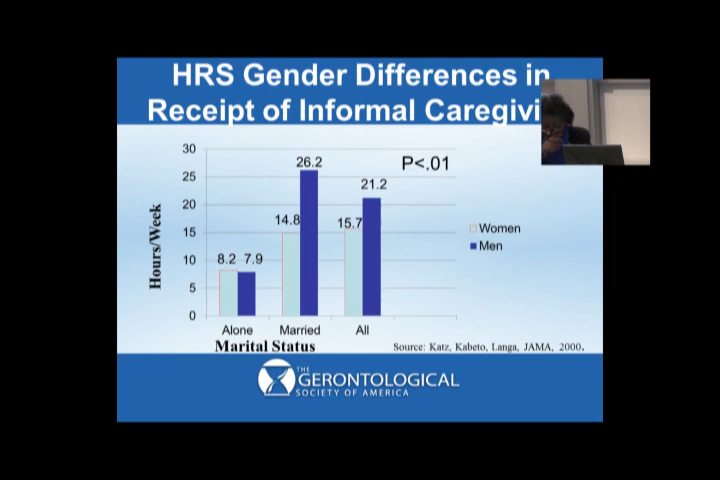 HRS Gender Differences in
Receipt of Informal Caregivi
30
25
20
15
10
5
0
Hours/Week
8.2 7.9
14.8
26.2
15.7
21.2
P<.01
Women
Men
Alone Married All
Marital Status
Source: Katz, Kabeto, Langa, JAMA, 2000.
THE
GERONTOLOGICAL
SOCIETY OF AMERICA